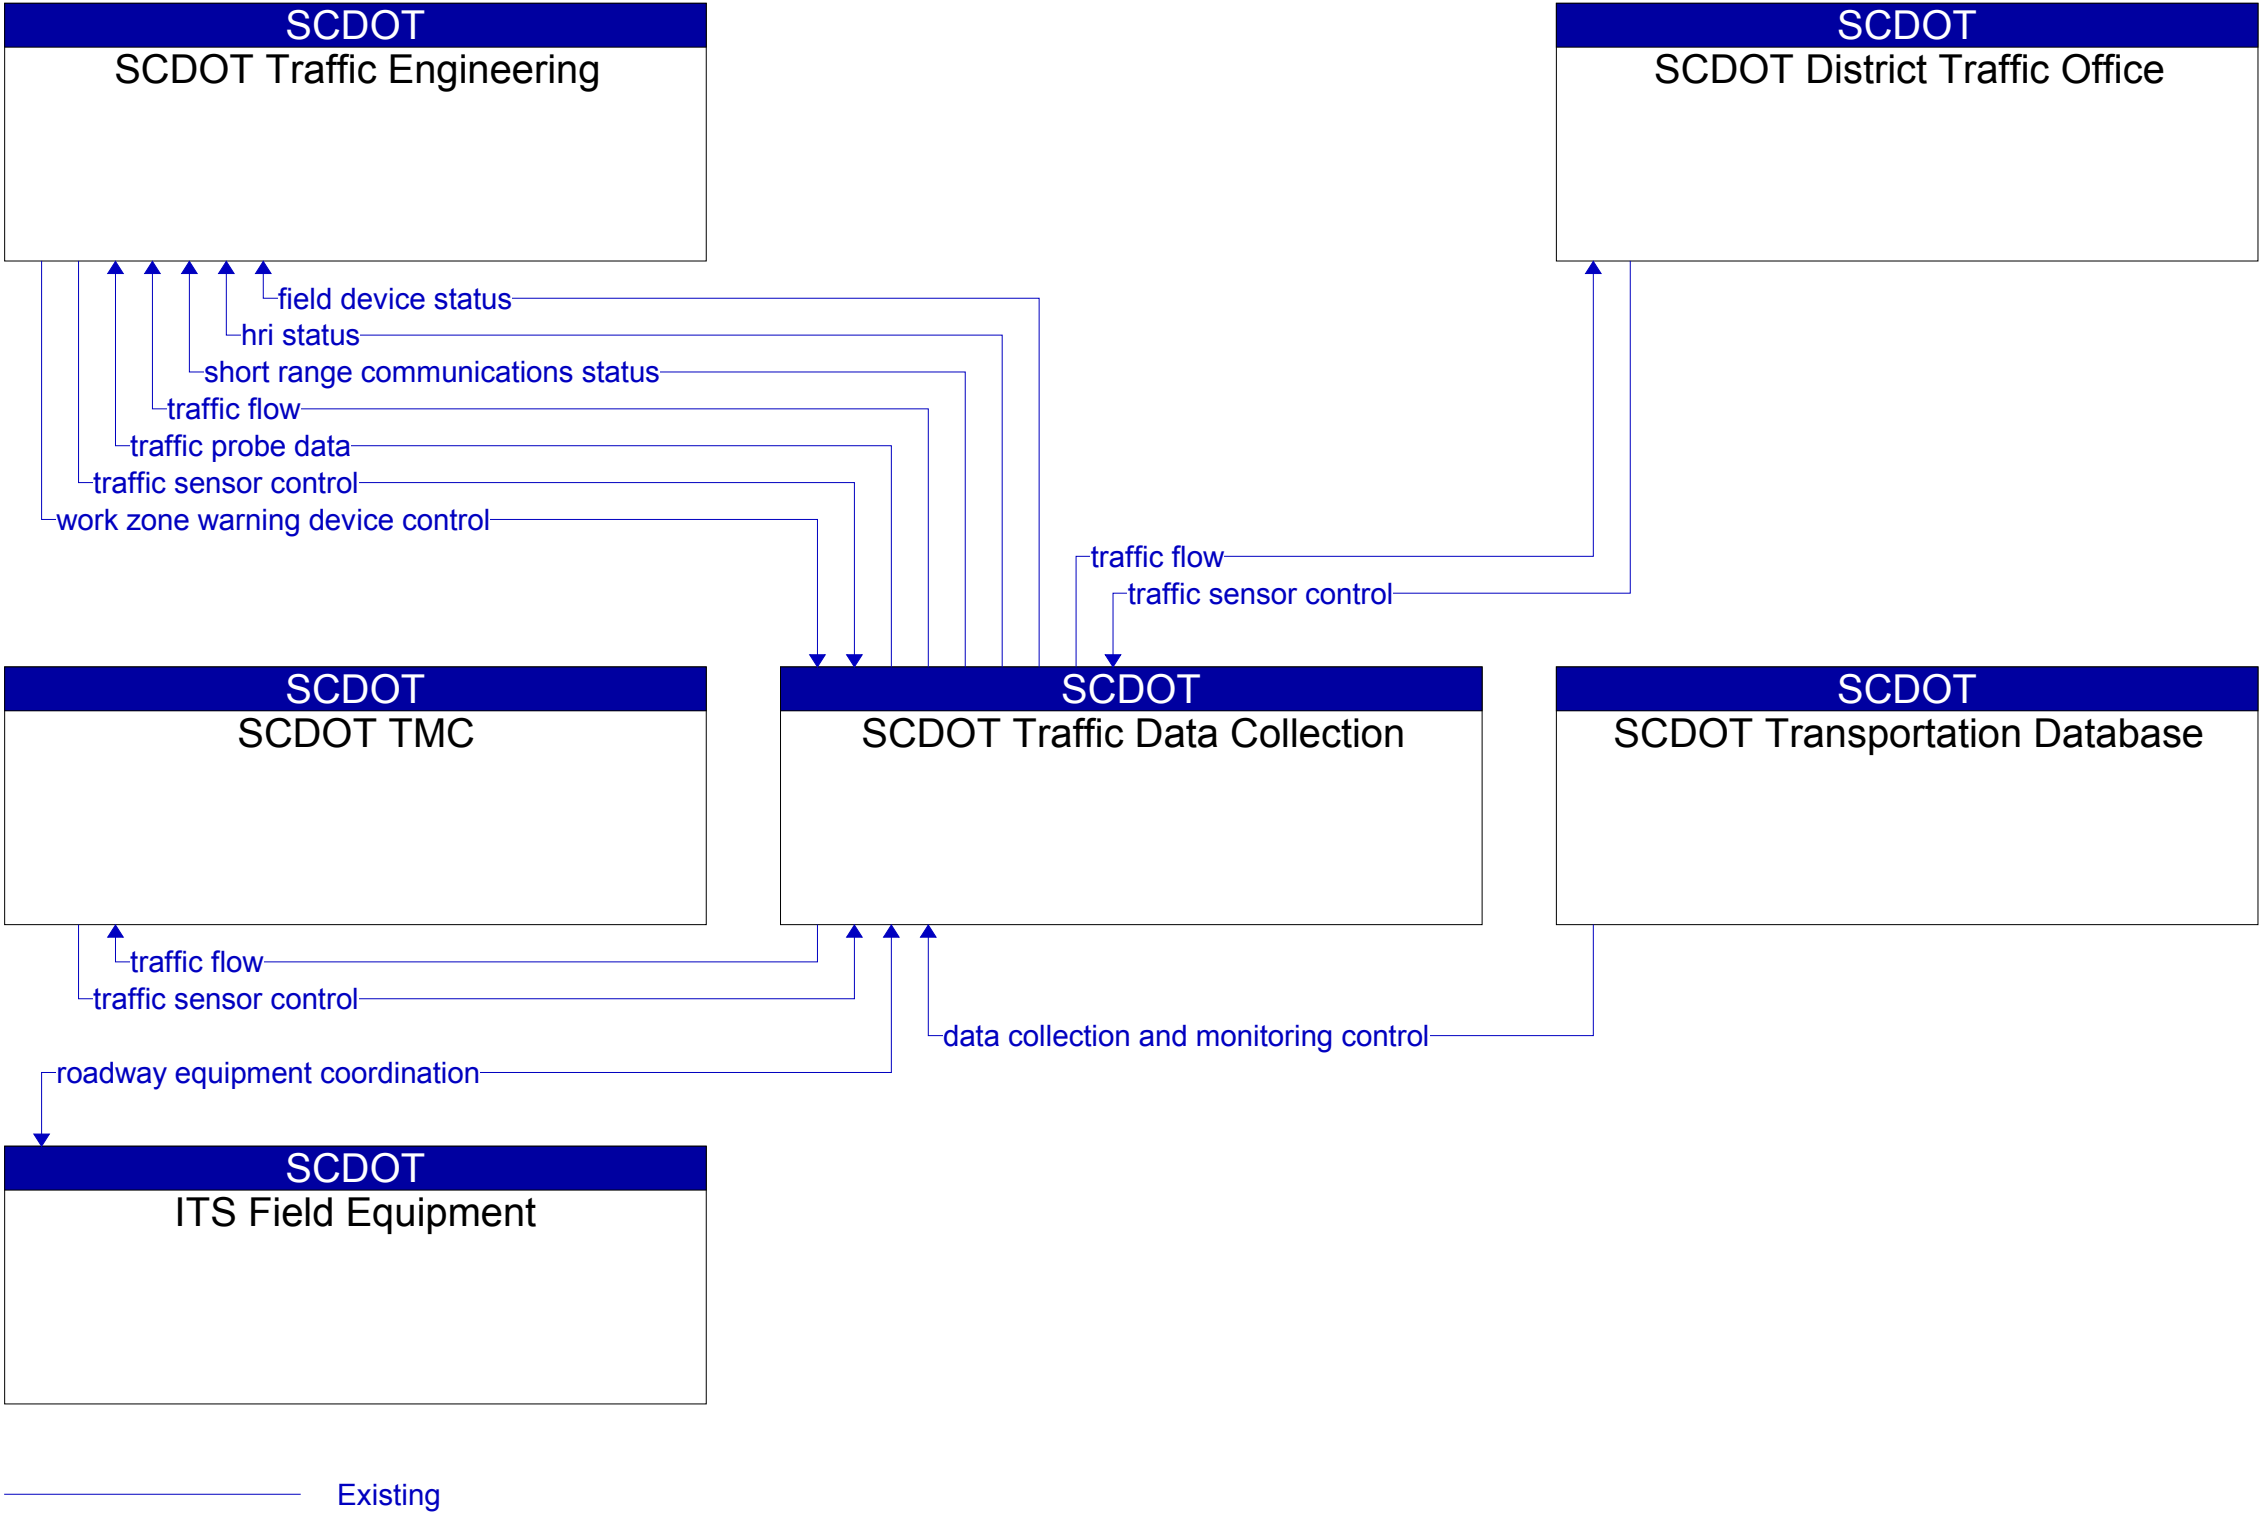 SCDOT
SCDOT Traffic Engineering
SCDOT
SCDOT District Traffic Office
field device status
hri status
short range communications status
traffic flow
traffic probe data
traffic sensor control
work zone warning device control
traffic flow
traffic sensor control
SCDOT
SCDOT TMC
SCDOT
SCDOT Traffic Data Collection
SCDOT
SCDOT Transportation Database
traffic flow
traffic sensor control
data collection and monitoring control
roadway equipment coordination
SCDOT
ITS Field Equipment
Existing